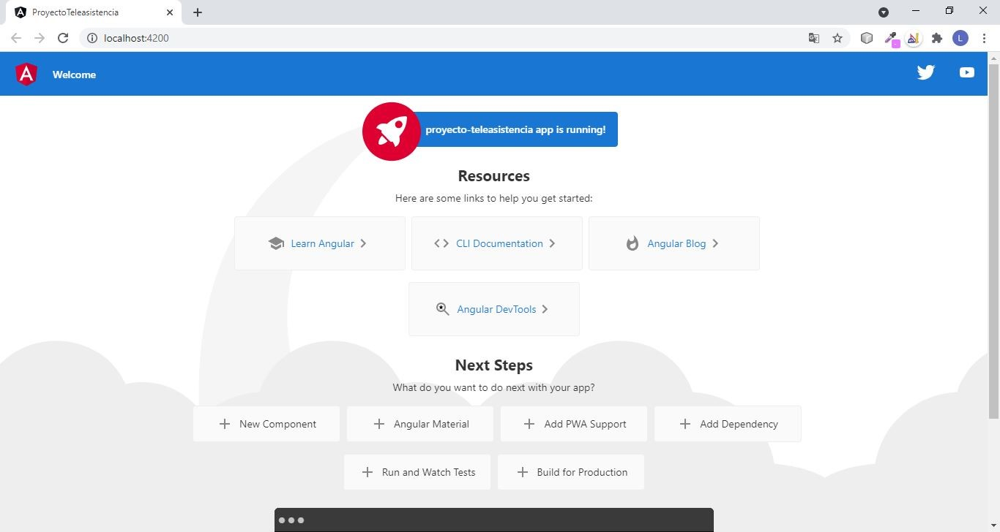 ProyectoTeleasistencia
localhost:4200
L
Welcome
proyecto-teleasistencia app is running!
Resources
Here are some links to help you get started:
Learn Angular
CLI Documentation
Angular Blog
Angular DevTools
Next Steps
What do you want to do next with your app?
New Component
Angular Material
Add PWA Support
Add Dependency
Run and Watch Tests
Build for Production